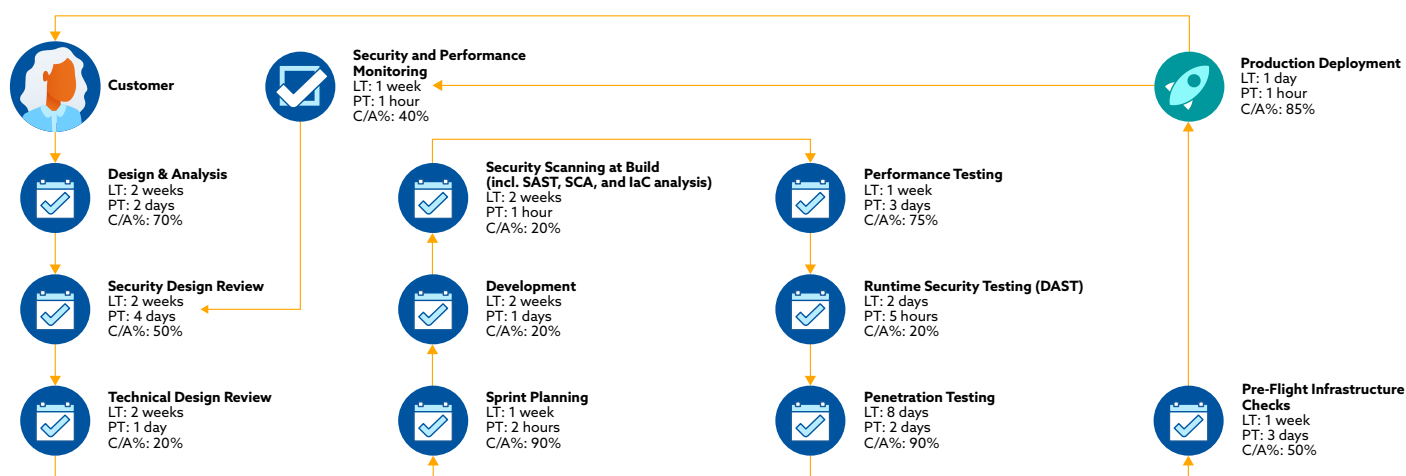 Customer
Security and Performance
Monitoring
LT: 1 week
PT: 1 hour
C/A%: 40%
Production Deployment
LT: 1 day
PT: 1 hour
C/A%: 85%
Design & Analysis
LT: 2 weeks
PT: 2 days
C/A%: 70%
Security Scanning at Build
(incl. SAST, SCA, and IaC analysis)
LT: 2 weeks
PT: 1 hour
C/A%: 20%
Performance Testing
LT: 1 week
PT: 3 days
C/A%: 75%
Security Design Review
LT: 2 weeks
PT: 4 days
C/A%: 50%
Development
LT: 2 weeks
PT: 1 days
C/A%: 20%
Runtime Security Testing (DAST)
LT: 2 days
PT: 5 hours
C/A%: 20%
Technical Design Review
LT: 2 weeks
PT: 1 day
C/A%: 20%
Sprint Planning
LT: 1 week
PT: 2 hours
C/A%: 90%
Penetration Testing
LT: 8 days
PT: 2 days
C/A%: 90%
Pre-Flight Infrastructure
Checks
LT: 1 week
PT: 3 days
C/A%: 50%